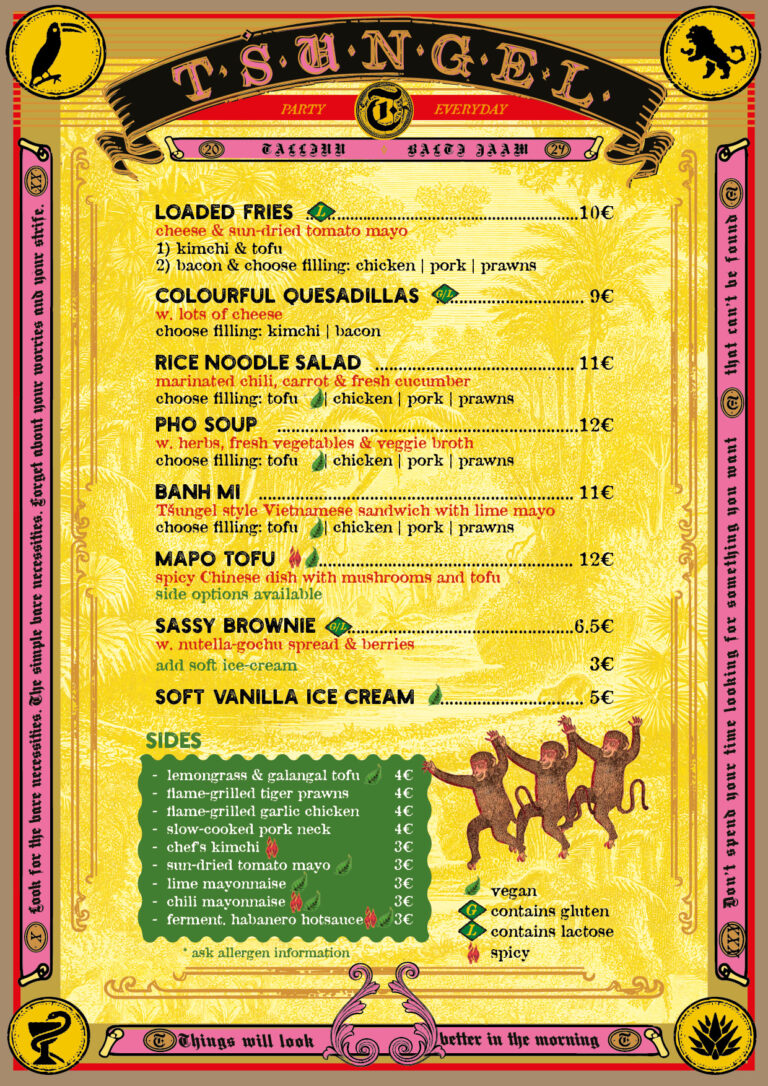 T·Š·U·N·G·E·L·
PARTY EVERYDAY
20 TALLINN BALTI JAAM 24
LOADED FRIES L 10€
cheese & sun-dried tomato mayo
1) kimchi & tofu
2) bacon & choose filling: chicken | pork | prawns
COLOURFUL QUESADILLAS G/L 9€
w. lots of cheese
choose filling: kimchi | bacon
RICE NOODLE SALAD 11€
marinated chili, carrot & fresh cucumber
choose filling: tofu | chicken | pork | prawns
PHO SOUP 12€
w. herbs, fresh vegetables & veggie broth
choose filling: tofu | chicken | pork | prawns
BANH MI 11€
Tšungel style Vietnamese sandwich with lime mayo
choose filling: tofu | chicken | pork | prawns
MAPO TOFU 12€
spicy Chinese dish with mushrooms and tofu
side options available
SASSY BROWNIE G/L 6.5€
w. nutella-gochu spread & berries
add soft ice-cream 3€
SOFT VANILLA ICE CREAM 5€
SIDES
- lemongrass & galangal tofu 4€
- flame-grilled tiger prawns 4€
- flame-grilled garlic chicken 4€
- slow-cooked pork neck 4€
- chef's kimchi 3€
- sun-dried tomato mayo 3€
- lime mayonnaise 3€
- chili mayonnaise 3€
- ferment. habanero hotsauce 3€
* ask allergen information
vegan
G contains gluten
L contains lactose
spicy
X Look for the bare necessities. The simple bare necessities. Forget about your worries and your strife. XX
XXX Don't spend your time looking for something you want T that can't be found T
T Things will look better in the morning T